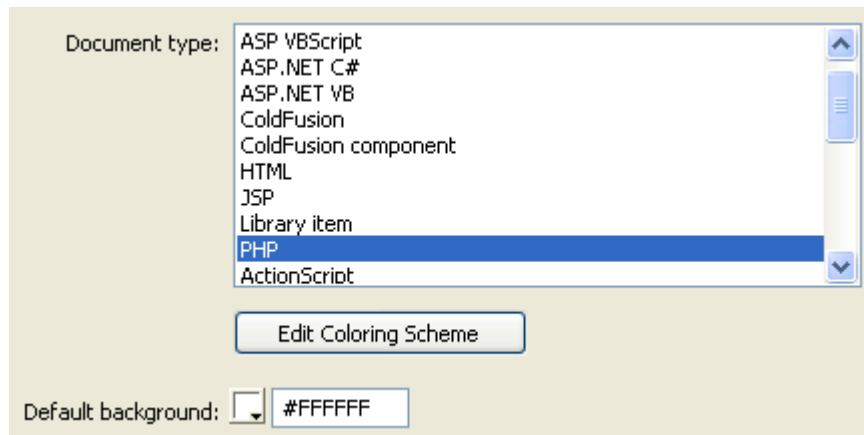 Document type:
ASP VBScript
ASP.NET C#
ASP.NET VB
ColdFusion
ColdFusion component
HTML
JSP
Library item
PHP
ActionScript
Edit Coloring Scheme
Default background: #FFFFFF